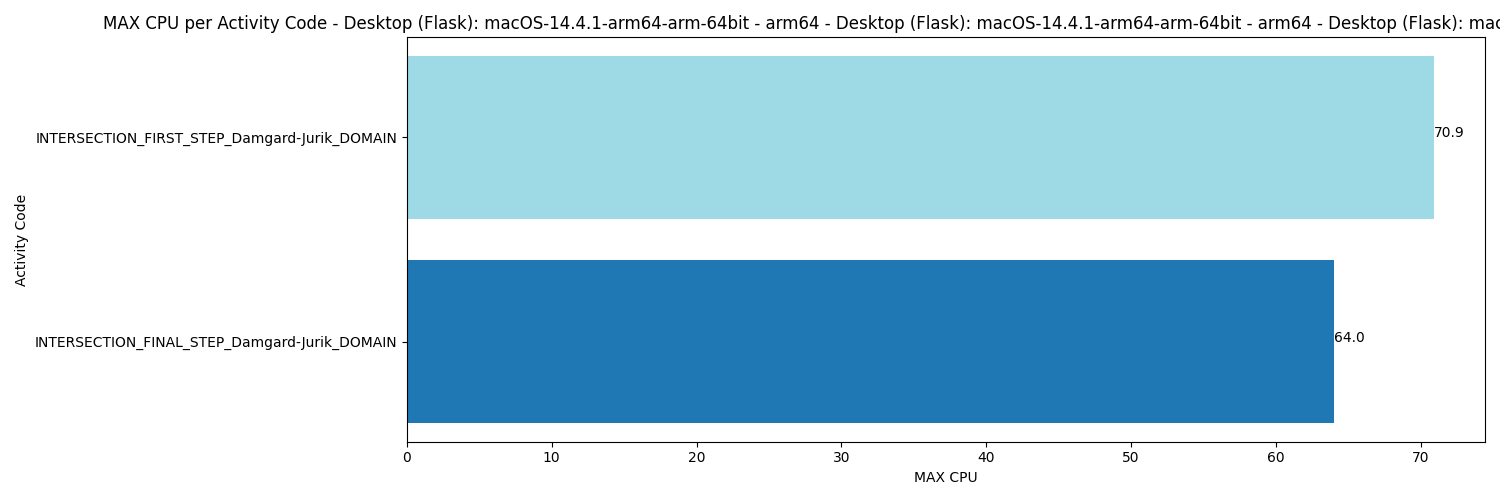 MAX CPU per Activity Code - Desktop (Flask): macOS-14.4.1-arm64-arm-64bit - arm64 - Desktop (Flask): macOS-14.4.1-arm64-arm-64bit - arm64 - Desktop (Flask):
INTERSECTION_FIRST_STEP_Damgard-Jurik_DOMAIN
70.9
Activity Code
INTERSECTION_FINAL_STEP_Damgard-Jurik_DOMAIN
64.0
0 10 20 30 40 50 60 70
MAX CPU